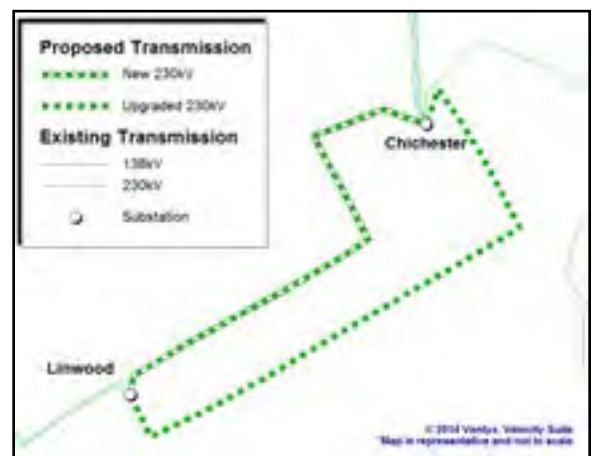 Proposed Transmission
New 230kV
Upgraded 230kV
Existing Transmission
138kV
230kV
Substation
Chichester
Linwood
© 2014 Ventyx, Velocity Suite
*Map is representative and not to scale